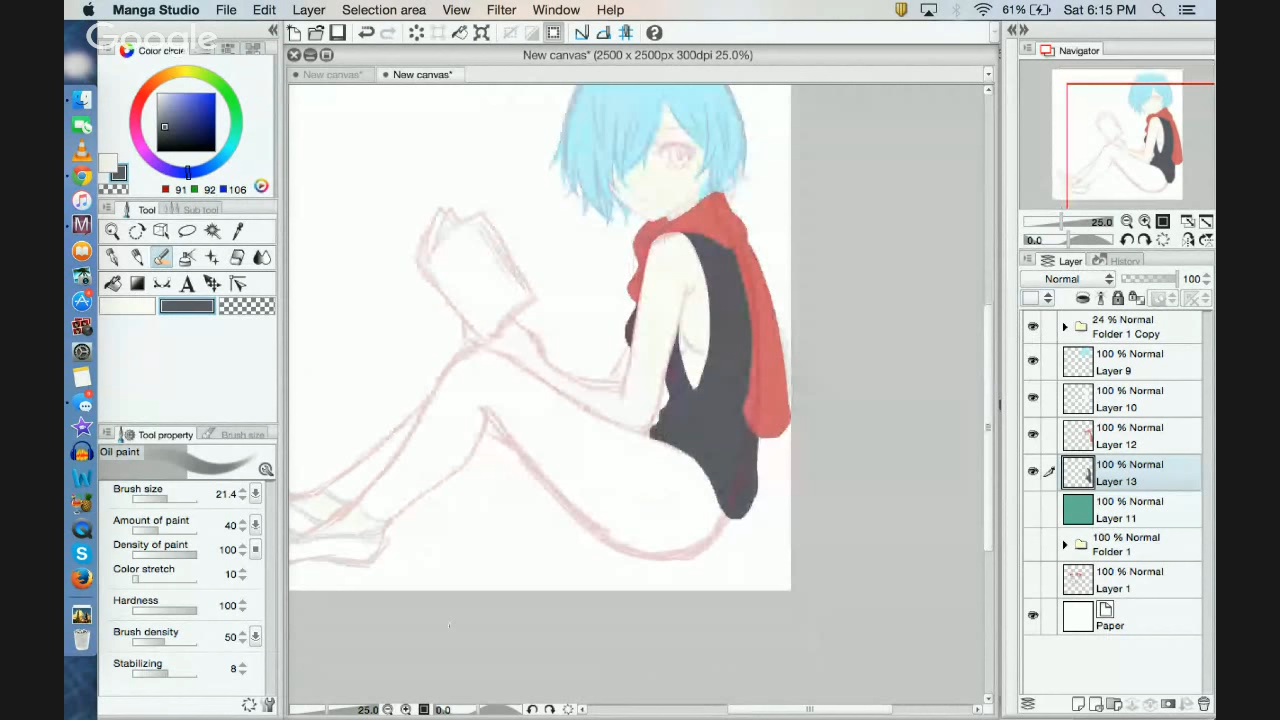 Manga Studio File Edit Layer Selection area View Filter Window Help
61% Sat 6:15 PM
Google
Color circle
New canvas* (2500 x 2500px 300dpi 25.0%)
Navigator
New canvas*
New canvas*
91 92 106
Tool Sub tool
25.0
0.0
Layer History
Normal 100
24 % Normal
Folder 1 Copy
100 % Normal
Layer 9
100 % Normal
Layer 10
100 % Normal
Layer 12
100 % Normal
Layer 13
100 % Normal
Layer 11
100 % Normal
Folder 1
100 % Normal
Layer 1
Paper
Tool property Brush size
Oil paint
Brush size 21.4
Amount of paint 40
Density of paint 100
Color stretch 10
Hardness 100
Brush density 50
Stabilizing 8
25.0 0.0